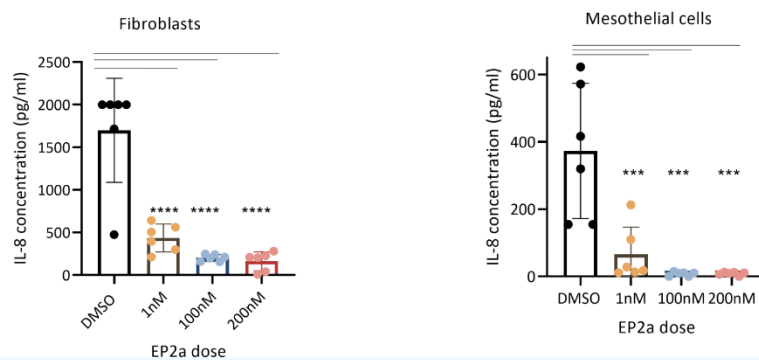 Fibroblasts
IL-8 concentration (pg/ml)
2500
2000
1500
1000
500
0
**** **** ****
DMSO 1nM 100nM 200nM
EP2a dose
Mesothelial cells
IL-8 concentration (pg/ml)
600
400
200
0
*** *** ***
DMSO 1nM 100nM 200nM
EP2a dose